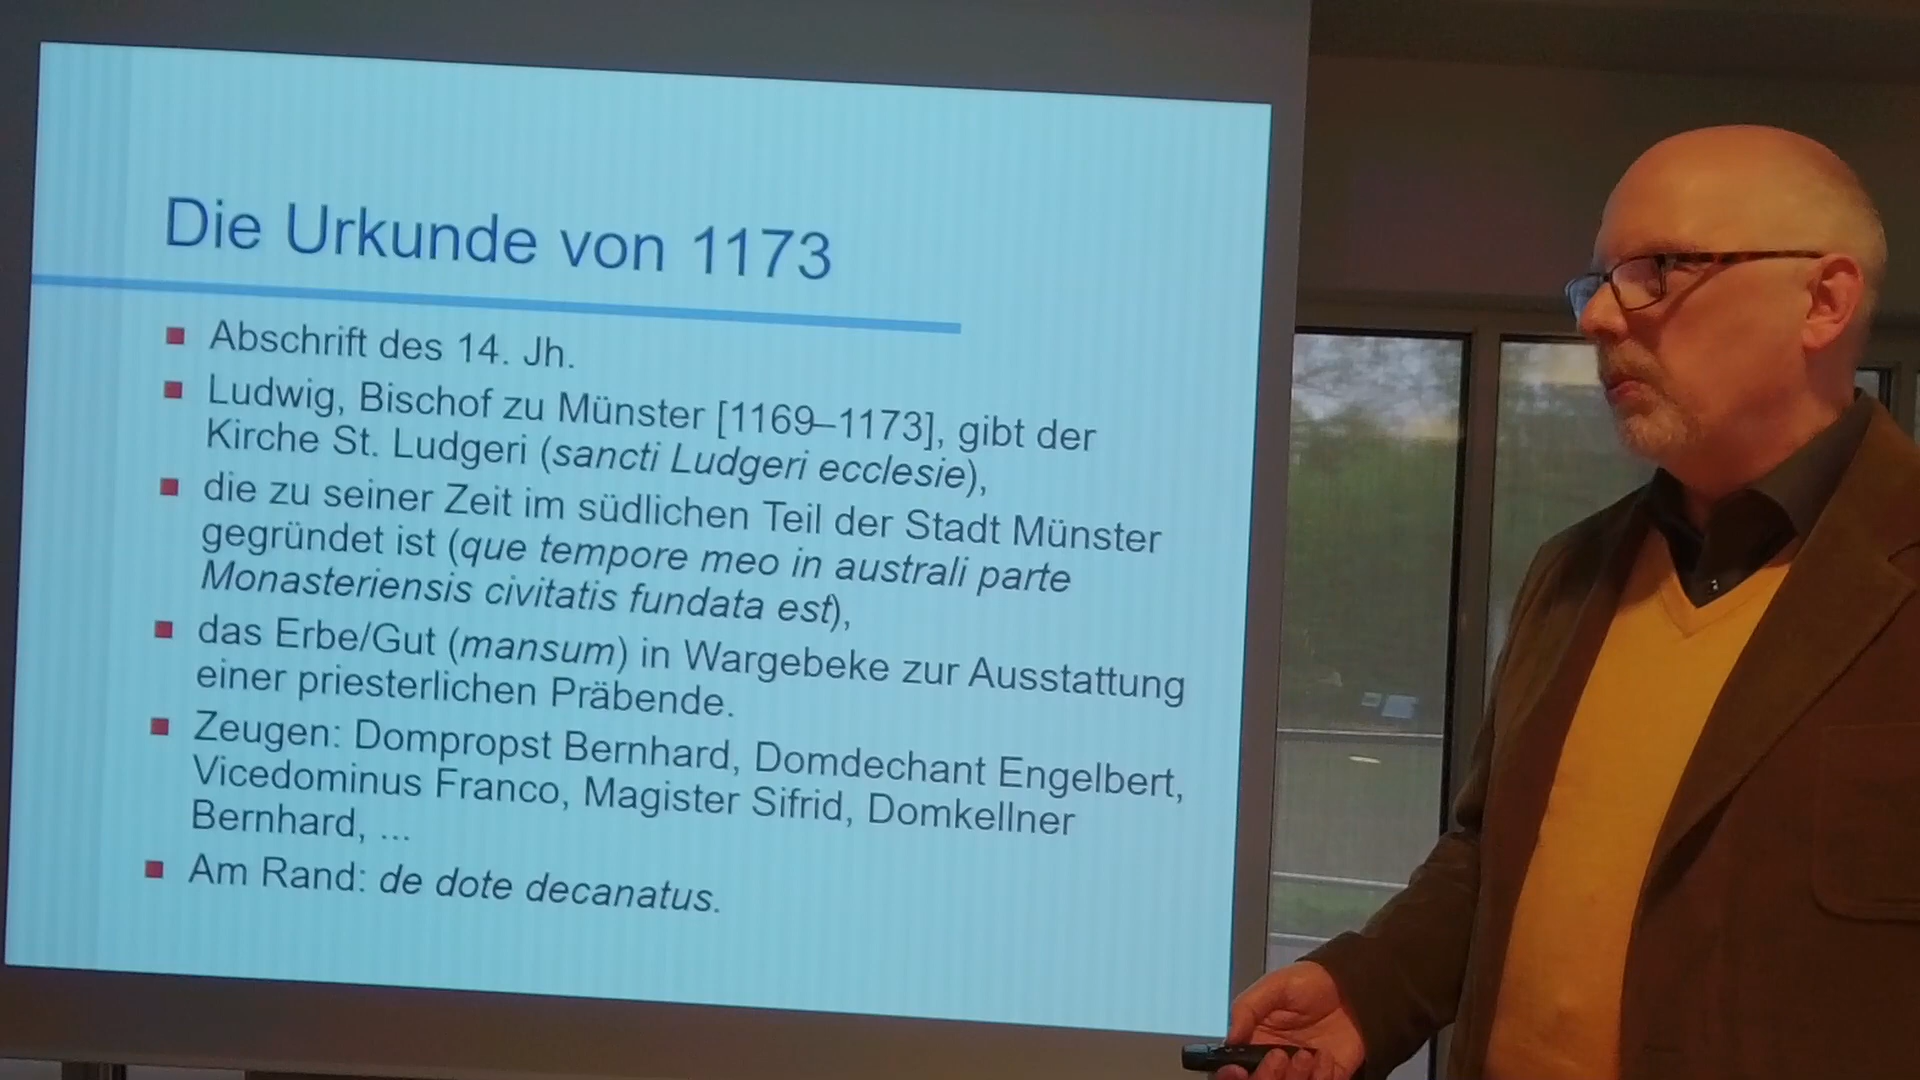 Die Urkunde von 1173
Abschrift des 14. Jh.
Ludwig, Bischof zu Münster [1169–1173], gibt der
Kirche St. Ludgeri (sancti Ludgeri ecclesie),
die zu seiner Zeit im südlichen Teil der Stadt Münster
gegründet ist (que tempore meo in australi parte
Monasteriensis civitatis fundata est),
das Erbe/Gut (mansum) in Wargebeke zur Ausstattung
einer priesterlichen Präbende.
Zeugen: Dompropst Bernhard, Domdechant Engelbert,
Vicedominus Franco, Magister Sifrid, Domkellner
Bernhard, ...
Am Rand: de dote decanatus.